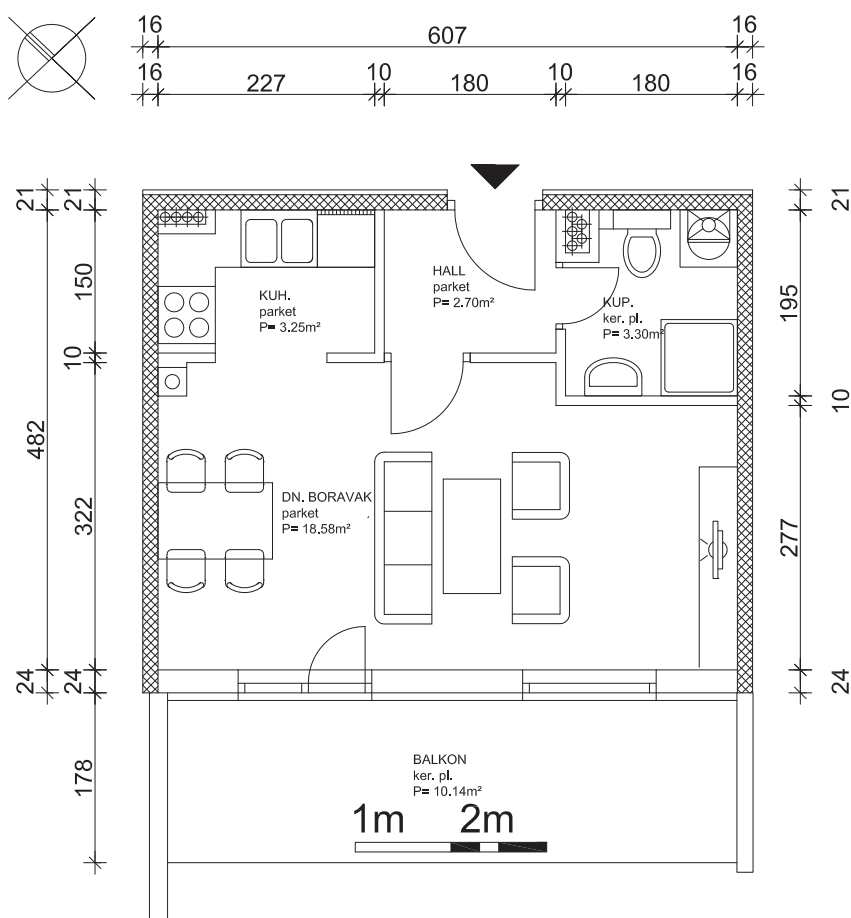 16 607 16
16 227 10 180 10 180 16
21 21 21
150
10
482
322
24 24
178
195
10
277
24
KUH.
parket
P= 3.25m²
HALL
parket
P= 2.70m²
KUP.
ker. pl.
P= 3.30m²
DN. BORAVAK
parket
P= 18.58m²
BALKON
ker. pl.
P= 10.14m²
1m 2m